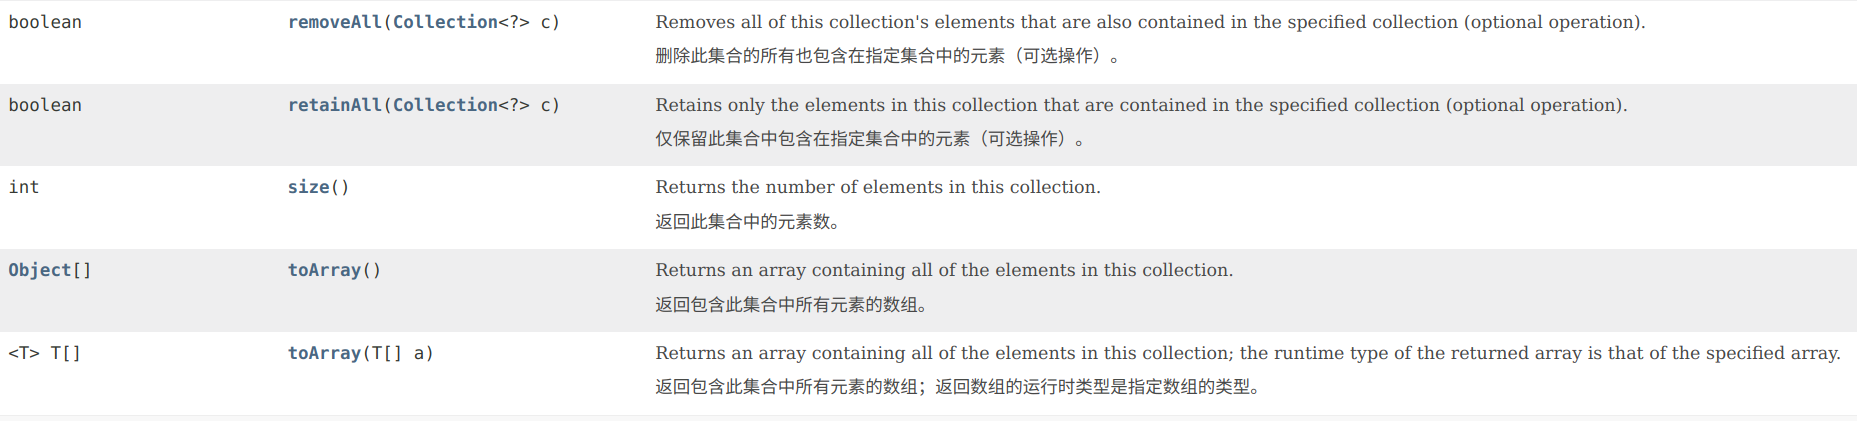 boolean removeAll(Collection<?> c) Removes all of this collection's elements that are also contained in the specified collection (optional operation).
删除此集合的所有也包含在指定集合中的元素（可选操作）。
boolean retainAll(Collection<?> c) Retains only the elements in this collection that are contained in the specified collection (optional operation).
仅保留此集合中包含在指定集合中的元素（可选操作）。
int size() Returns the number of elements in this collection.
返回此集合中的元素数。
Object[] toArray() Returns an array containing all of the elements in this collection.
返回包含此集合中所有元素的数组。
<T> T[] toArray(T[] a) Returns an array containing all of the elements in this collection; the runtime type of the returned array is that of the specified array.
返回包含此集合中所有元素的数组；返回数组的运行时类型是指定数组的类型。